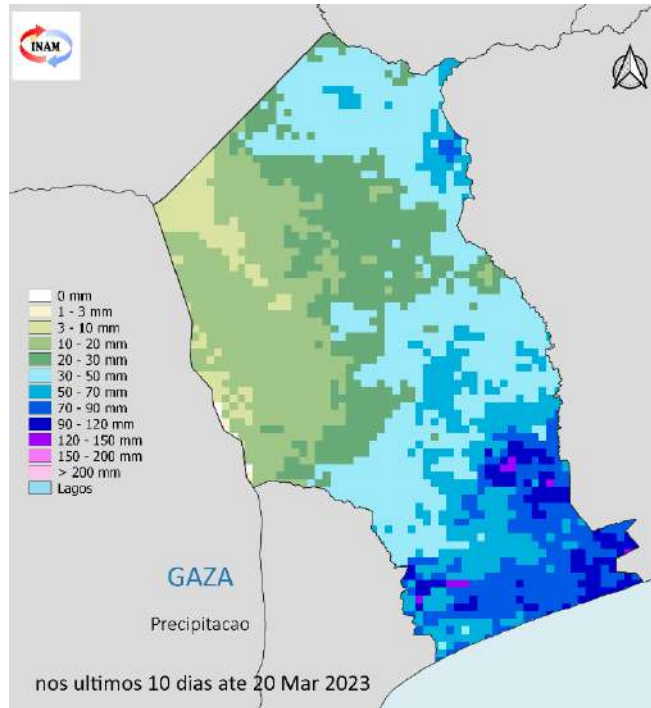 INAM
0 mm
1 - 3 mm
3 - 10 mm
10 - 20 mm
20 - 30 mm
30 - 50 mm
50 - 70 mm
70 - 90 mm
90 - 120 mm
120 - 150 mm
150 - 200 mm
> 200 mm
Lagos
GAZA
Precipitacao
nos ultimos 10 dias ate 20 Mar 2023